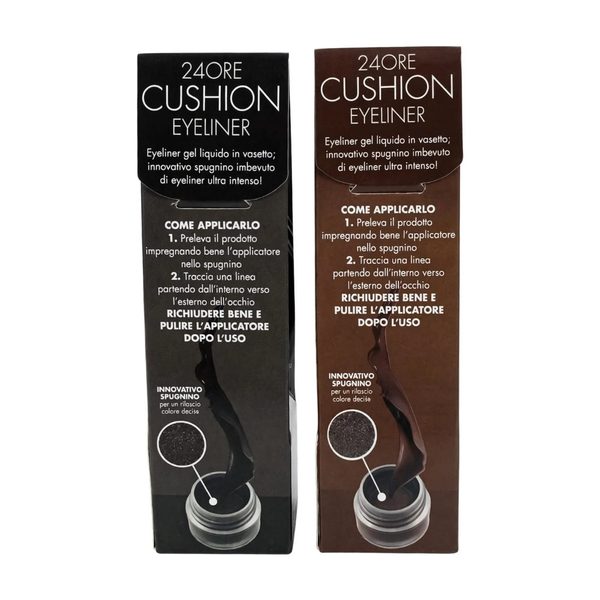 24ORE
CUSHION
EYELINER
Eyeliner gel liquido in vasetto;
innovativo spugnino imbevuto
di eyeliner ultra intenso!
COME APPLICARLO
1. Preleva il prodotto
impregnando bene l'applicatore
nello spugnino
2. Traccia una linea
partendo dall'interno verso
l'esterno dell'occhio
RICHIUDERE BENE E
PULIRE L'APPLICATORE
DOPO L'USO
INNOVATIVO
SPUGNINO
per un rilascio
colore deciso
24ORE
CUSHION
EYELINER
Eyeliner gel liquido in vasetto;
innovativo spugnino imbevuto
di eyeliner ultra intenso!
COME APPLICARLO
1. Preleva il prodotto
impregnando bene l'applicatore
nello spugnino
2. Traccia una linea
partendo dall'interno verso
l'esterno dell'occhio
RICHIUDERE BENE E
PULIRE L'APPLICATORE
DOPO L'USO
INNOVATIVO
SPUGNINO
per un rilascio
colore deciso